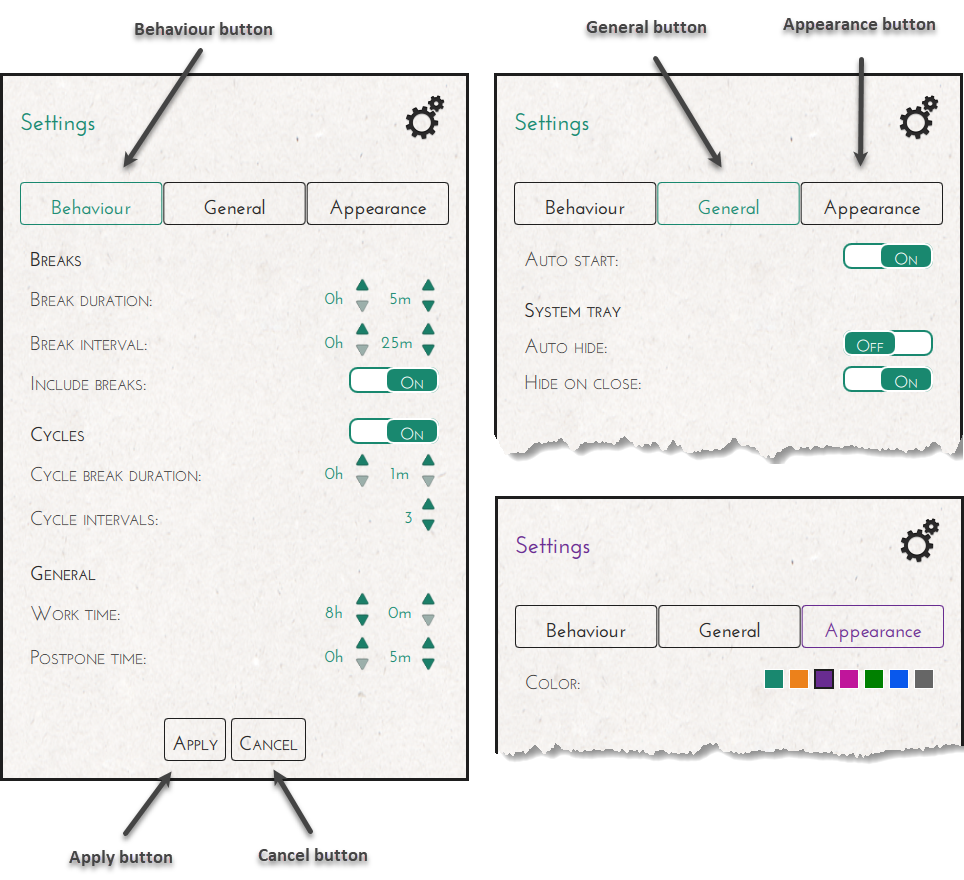 Behaviour button
General button
Appearance button
Settings
Behaviour General Appearance
Breaks
Break duration: 0h 5m
Break interval: 0h 25m
Include breaks: On
Cycles On
Cycle break duration: 0h 1m
Cycle intervals: 3
General
Work time: 8h 0m
Postpone time: 0h 5m
Apply Cancel
Apply button
Cancel button
Settings
Behaviour General Appearance
Auto start: On
System tray
Auto hide: Off
Hide on close: On
Settings
Behaviour General Appearance
Color: